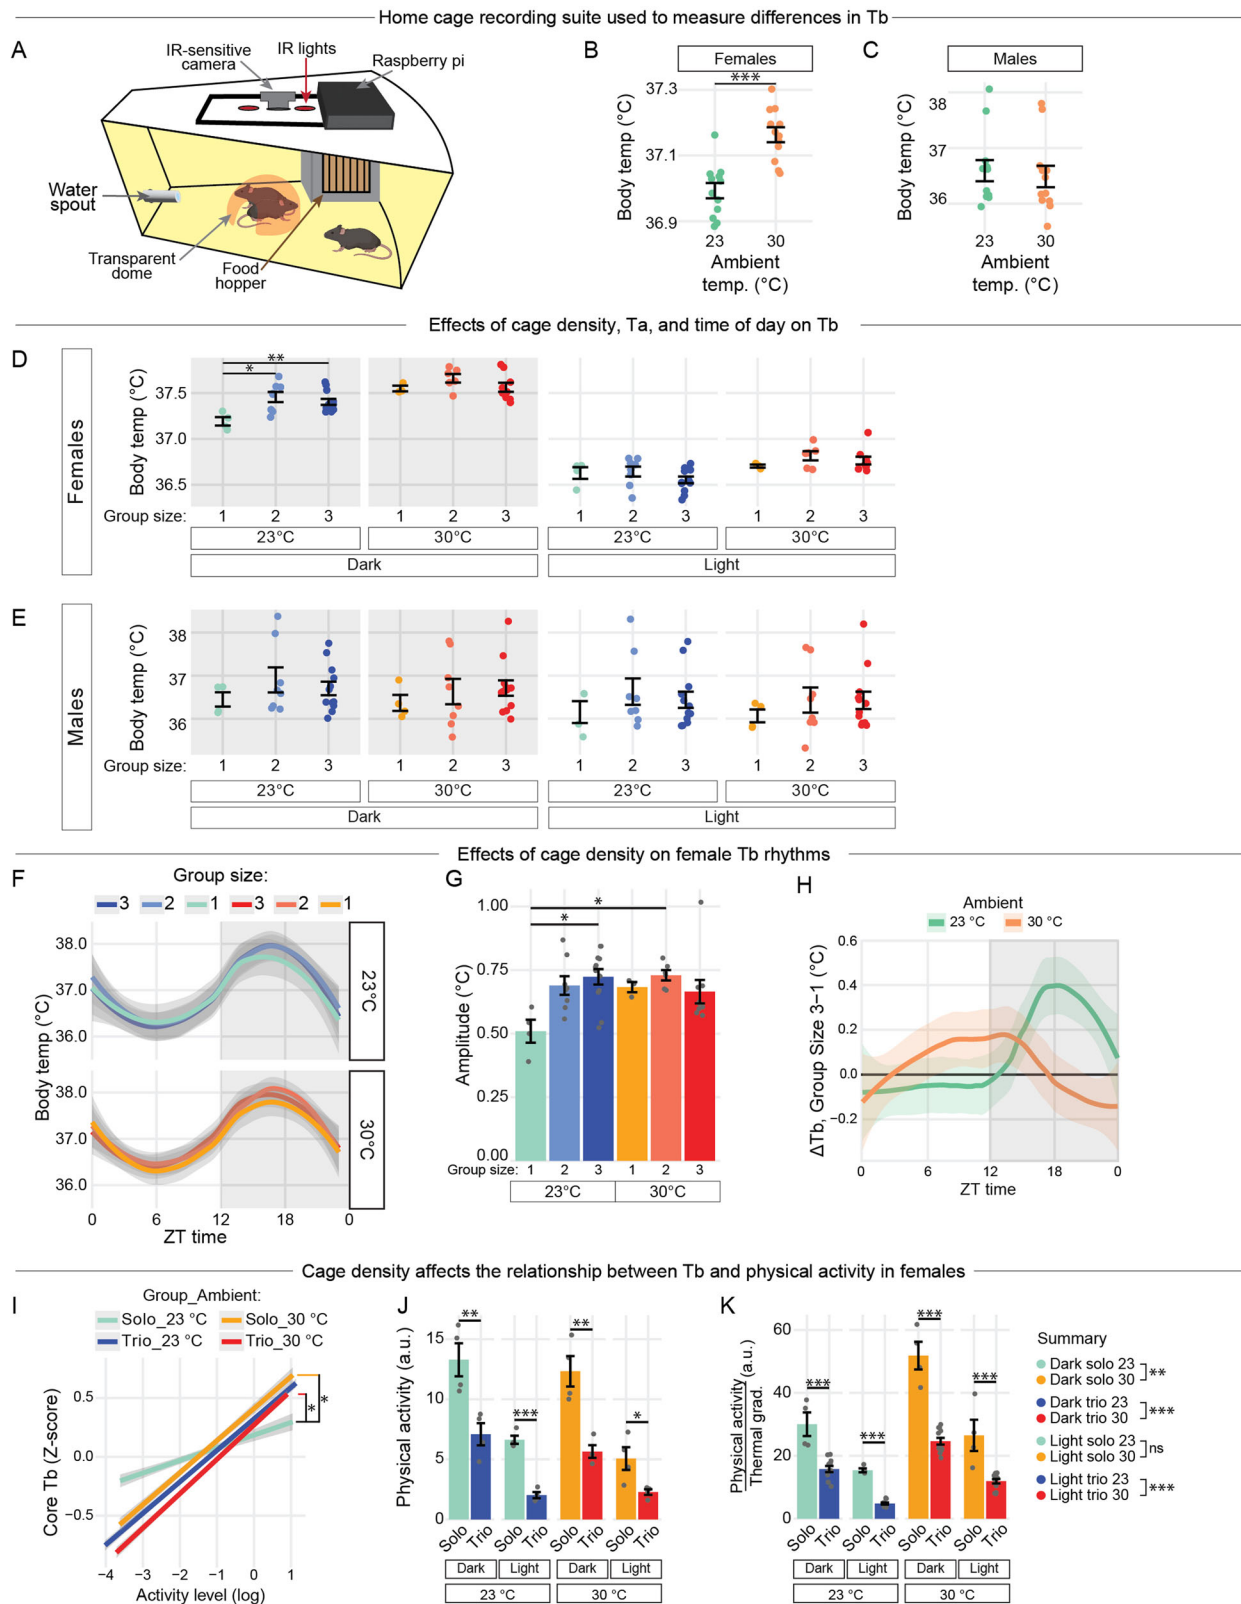 Home cage recording suite used to measure differences in Tb
A
IR-sensitive
camera
IR lights
Raspberry pi
Water
spout
Transparent
dome
Food
hopper
B
Females
***
Body temp (°C)
37.3
37.1
36.9
23
30
Ambient
temp. (°C)
C
Males
Body temp (°C)
38
37
36
23
30
Ambient
temp. (°C)
Effects of cage density, Ta, and time of day on Tb
D
Females
Body temp (°C)
37.5
37.0
36.5
**
*
Group size: 1 2 3 1 2 3 1 2 3 1 2 3
23°C 30°C 23°C 30°C
Dark Light
E
Males
Body temp (°C)
38
37
36
Group size: 1 2 3 1 2 3 1 2 3 1 2 3
23°C 30°C 23°C 30°C
Dark Light
Effects of cage density on female Tb rhythms
F
Group size:
3 2 1 3 2 1
Body temp (°C)
38.0
37.0
36.0
23°C
38.0
37.0
36.0
30°C
0 6 12 18 0
ZT time
G
Amplitude (°C)
1.00
0.75
0.50
0.25
0.00
*
*
Group size: 1 2 3 1 2 3
23°C 30°C
H
Ambient
23 °C 30 °C
ΔTb, Group Size 3−1 (°C)
0.6
0.4
0.2
0.0
−0.2
0 6 12 18 0
ZT time
Cage density affects the relationship between Tb and physical activity in females
I
Group_Ambient:
Solo_23 °C Solo_30 °C
Trio_23 °C Trio_30 °C
Core Tb (Z-score)
0.5
0.0
−0.5
*
*
−4 −3 −2 −1 0 1
Activity level (log)
J
Physical activity (a.u.)
15
10
5
0
** *** ** *
Solo Trio Solo Trio Solo Trio Solo Trio
Dark Light Dark Light
23 °C 30 °C
K
Physical activity
Thermal grad.
(a.u.)
60
40
20
0
*** *** *** ***
Solo Trio Solo Trio Solo Trio Solo Trio
Dark Light Dark Light
23 °C 30 °C
Summary
Dark solo 23
Dark solo 30
**
Dark trio 23
Dark trio 30
***
Light solo 23
Light solo 30
ns
Light trio 23
Light trio 30
***